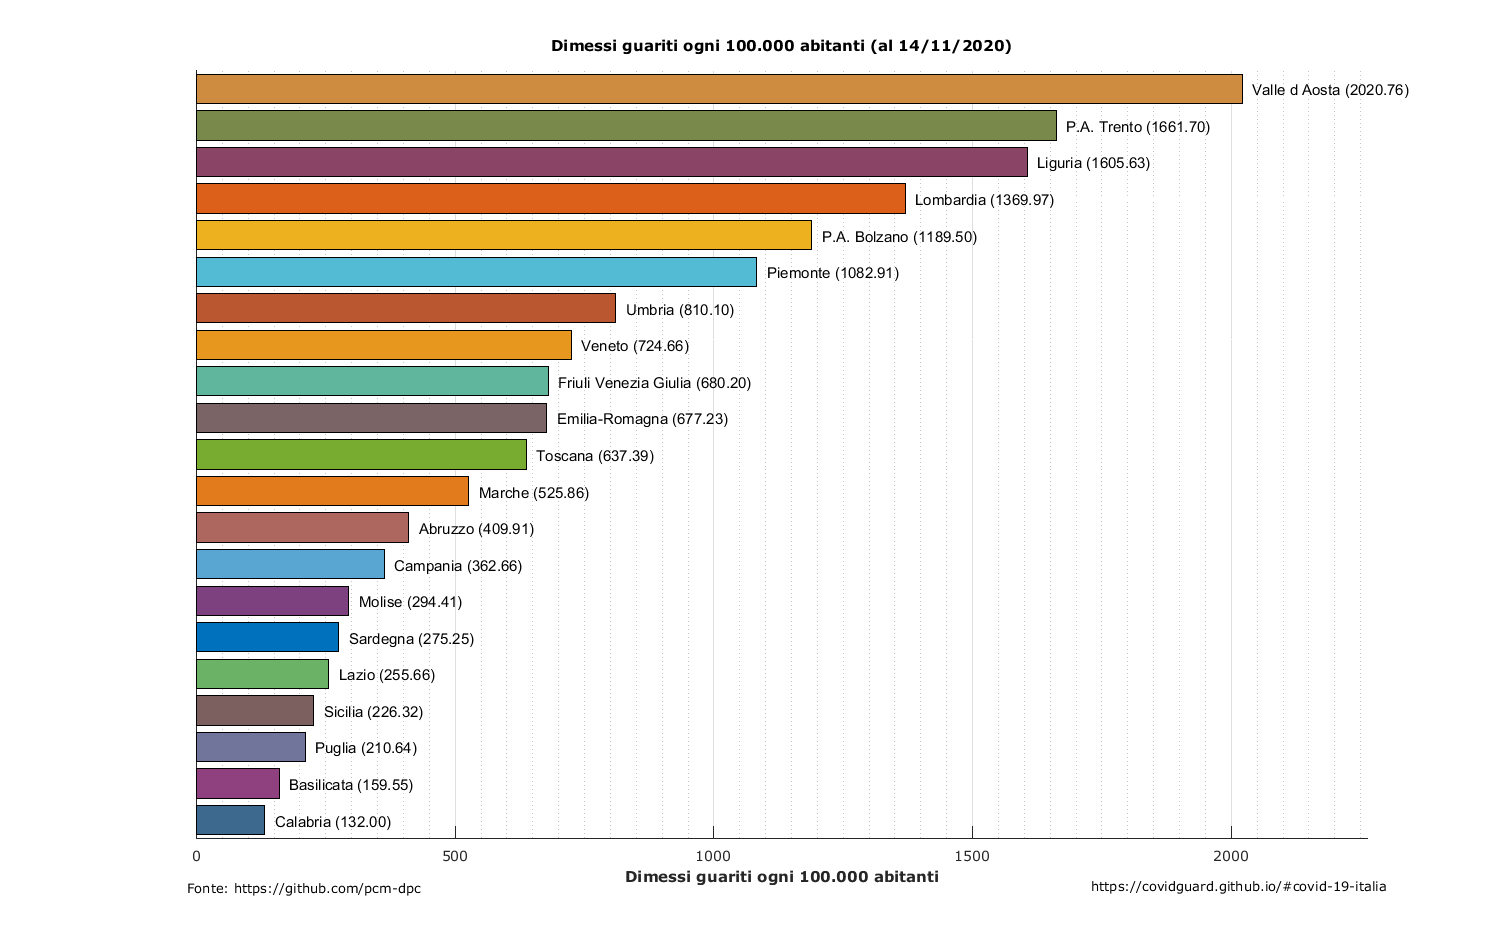 Dimessi guariti ogni 100.000 abitanti (al 14/11/2020)
Valle d Aosta (2020.76)
P.A. Trento (1661.70)
Liguria (1605.63)
Lombardia (1369.97)
P.A. Bolzano (1189.50)
Piemonte (1082.91)
Umbria (810.10)
Veneto (724.66)
Friuli Venezia Giulia (680.20)
Emilia-Romagna (677.23)
Toscana (637.39)
Marche (525.86)
Abruzzo (409.91)
Campania (362.66)
Molise (294.41)
Sardegna (275.25)
Lazio (255.66)
Sicilia (226.32)
Puglia (210.64)
Basilicata (159.55)
Calabria (132.00)
0 500 1000 1500 2000
Dimessi guariti ogni 100.000 abitanti
Fonte: https://github.com/pcm-dpc
https://covidguard.github.io/#covid-19-italia